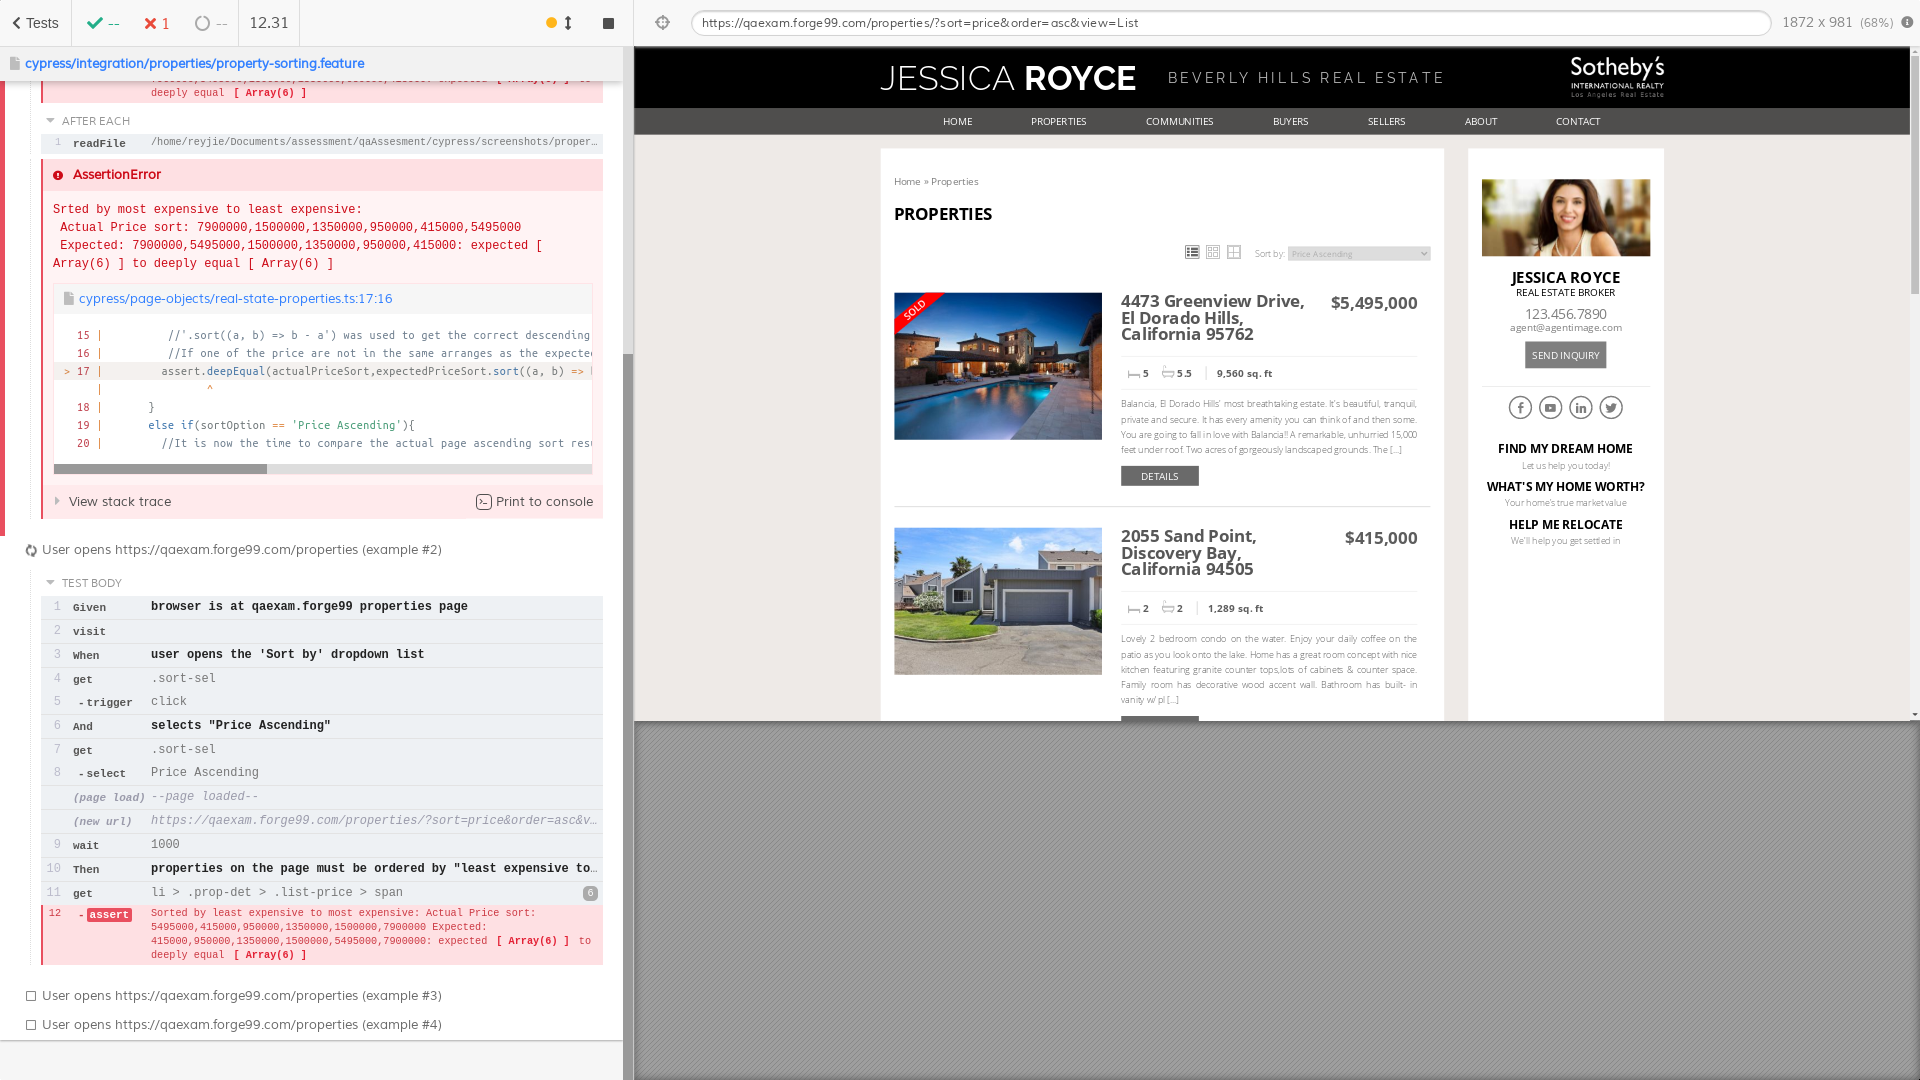 Tests
--
1
--
12.31
https://qaexam.forge99.com/properties/?sort=price&order=asc&view=List
1872 x 981 (68%)
cypress/integration/properties/property-sorting.feature
deeply equal [ Array(6) ]
AFTER EACH
1 readFile /home/reyjie/Documents/assessment/qaAssesment/cypress/screenshots/proper…
AssertionError
Srted by most expensive to least expensive:
Actual Price sort: 7900000,1500000,1350000,950000,415000,5495000
Expected: 7900000,5495000,1500000,1350000,950000,415000: expected [
Array(6) ] to deeply equal [ Array(6) ]
cypress/page-objects/real-state-properties.ts:17:16
15 | //'.sort((a, b) => b - a') was used to get the correct descending
16 | //If one of the price are not in the same arranges as the expecte
> 17 | assert.deepEqual(actualPriceSort,expectedPriceSort.sort((a, b) =>
| ^
18 | }
19 | else if(sortOption == 'Price Ascending'){
20 | //It is now the time to compare the actual page ascending sort resu
View stack trace
Print to console
User opens https://qaexam.forge99.com/properties (example #2)
TEST BODY
1 Given browser is at qaexam.forge99 properties page
2 visit
3 When user opens the 'Sort by' dropdown list
4 get .sort-sel
5 -trigger click
6 And selects "Price Ascending"
7 get .sort-sel
8 -select Price Ascending
(page load) --page loaded--
(new url) https://qaexam.forge99.com/properties/?sort=price&order=asc&v…
9 wait 1000
10 Then properties on the page must be ordered by "least expensive to…
11 get li > .prop-det > .list-price > span 6
12 -assert Sorted by least expensive to most expensive: Actual Price sort:
5495000,415000,950000,1350000,1500000,7900000 Expected:
415000,950000,1350000,1500000,5495000,7900000: expected [ Array(6) ] to
deeply equal [ Array(6) ]
User opens https://qaexam.forge99.com/properties (example #3)
User opens https://qaexam.forge99.com/properties (example #4)
JESSICA ROYCE
BEVERLY HILLS REAL ESTATE
Sotheby's
INTERNATIONAL REALTY
Los Angeles Real Estate
HOME PROPERTIES COMMUNITIES BUYERS SELLERS ABOUT CONTACT
Home » Properties
PROPERTIES
Sort by: Price Ascending
SOLD
4473 Greenview Drive,
El Dorado Hills,
California 95762
$5,495,000
5 5.5 9,560 sq. ft
Balancia, El Dorado Hills' most breathtaking estate. It's beautiful, tranquil,
private and secure. It has every amenity you can think of and then some.
You are going to fall in love with Balancia!! A remarkable, unhurried 15,000
feet under roof. Two acres of gorgeously landscaped grounds. The [...]
DETAILS
2055 Sand Point,
Discovery Bay,
California 94505
$415,000
2 2 1,289 sq. ft
Lovely 2 bedroom condo on the water. Enjoy your daily coffee on the
patio as you look onto the lake. Home has a great room concept with nice
kitchen featuring granite counter tops,lots of cabinets & counter space.
Family room has decorative wood accent wall. Bathroom has built- in
vanity w/ pl [...]
JESSICA ROYCE
REAL ESTATE BROKER
123.456.7890
agent@agentimage.com
SEND INQUIRY
FIND MY DREAM HOME
Let us help you today!
WHAT'S MY HOME WORTH?
Your home's true market value
HELP ME RELOCATE
We'll help you get settled in